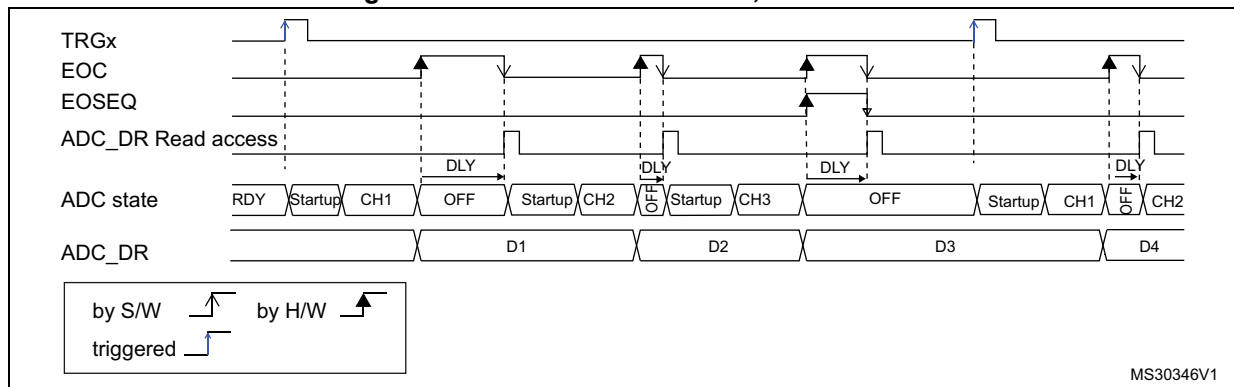 TRGx
EOC
EOSEQ
ADC_DR Read access
DLY DLY DLY DLY
ADC state RDY Startup CH1 OFF Startup CH2 OFF Startup CH3 OFF Startup CH1 OFF CH2
ADC_DR D1 D2 D3 D4
by S/W by H/W
triggered
MS30346V1